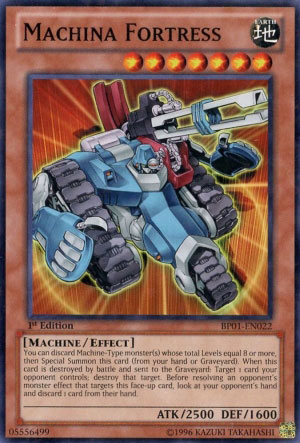 MACHINA FORTRESS
EARTH
地
1st Edition
BP01-EN022
[MACHINE / EFFECT]
You can discard Machine-Type monster(s) whose total Levels equal 8 or more,
then Special Summon this card (from your hand or Graveyard). When this
card is destroyed by battle and sent to the Graveyard: Target 1 card your
opponent controls; destroy that target. Before resolving an opponent's
monster effect that targets this face-up card, look at your opponent's hand
and discard 1 card from their hand.
ATK/2500 DEF/1600
05556499
©1996 KAZUKI TAKAHASHI